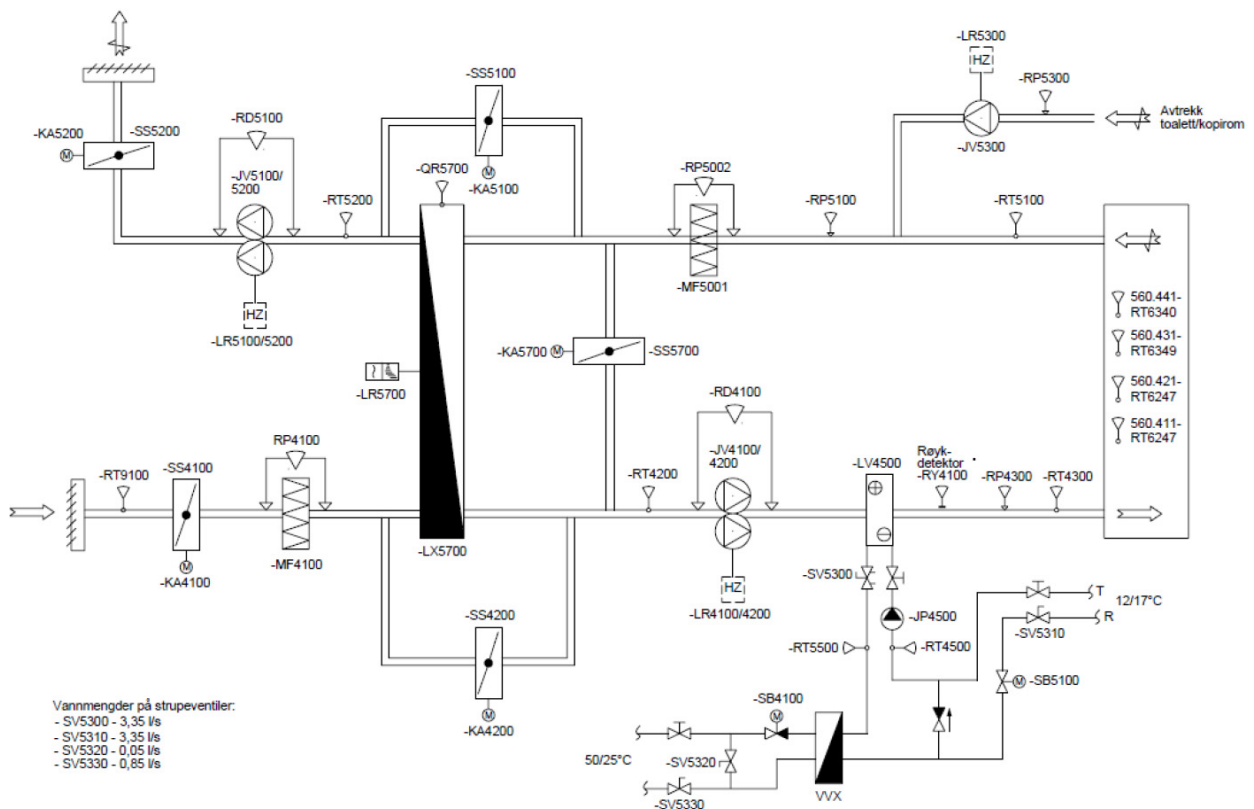 -LR5300
HZ
-RP5300
Avtrekk
toalett/kopirom
-JV5300
-SS5100
-KA5100
-KA5200
-SS5200
-RD5100
-JV5100/
5200
-RT5200
-QR5700
HZ
-LR5100/5200
-RP5002
-MF5001
-RP5100
-RT5100
560.441-
RT6340
560.431-
RT6349
560.421-
RT6247
560.411-
RT6247
M
-KA5700
M
-SS5700
-LR5700
-RD4100
-JV4100/
4200
-RT9100
-SS4100
M
-KA4100
RP4100
-MF4100
-LX5700
-RT4200
HZ
-LR4100/4200
-LV4500
Røyk-
detektor
-RY4100
-RP4300
-RT4300
-SS4200
M
-KA4200
-SV5300
-JP4500
-RT5500
-RT4500
T
12/17°C
R
-SV5310
M
-SB5100
-SB4100
M
50/25°C
-SV5320
-SV5330
VVX
Vannmengder på strupeventiler:
- SV5300 - 3,35 l/s
- SV5310 - 3,35 l/s
- SV5320 - 0,05 l/s
- SV5330 - 0,85 l/s
M